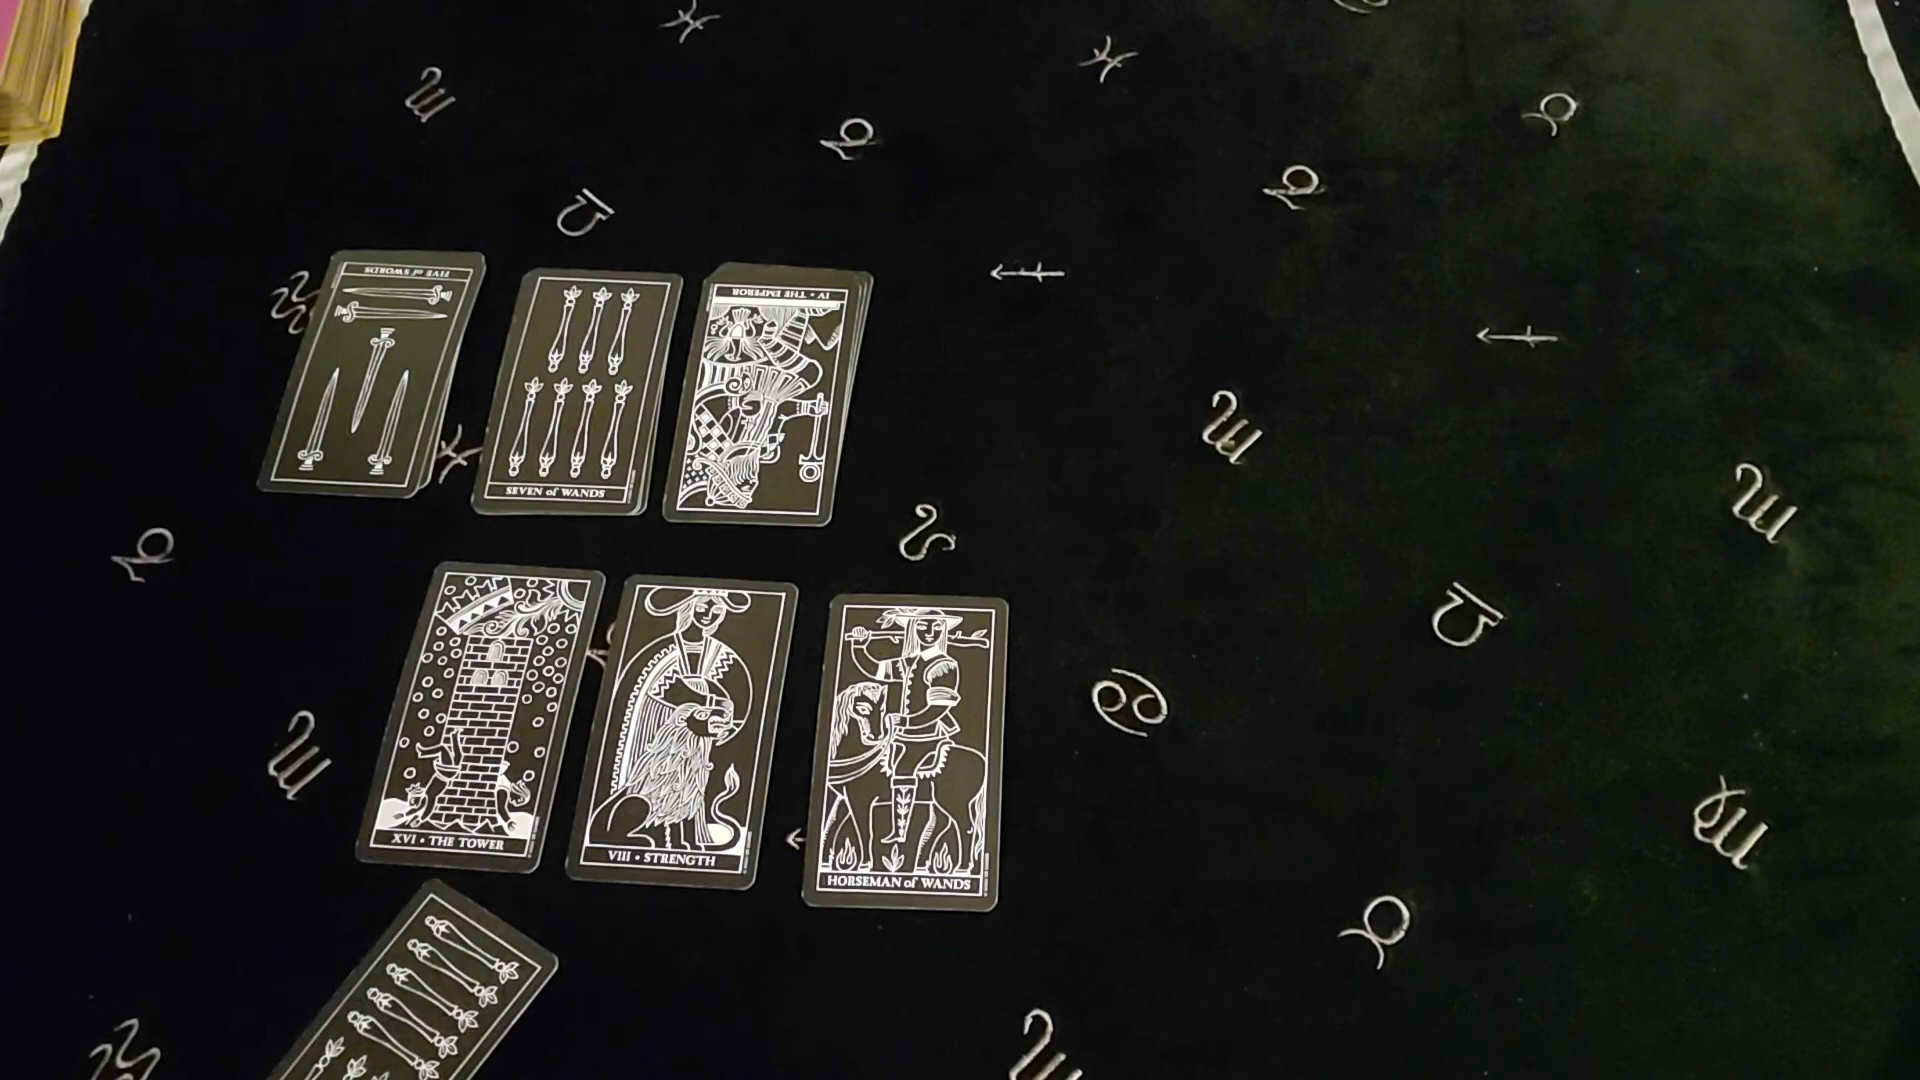 FIVE of SWORDS
SEVEN of WANDS
IV • THE EMPEROR
XVI • THE TOWER
VIII • STRENGTH
HORSEMAN of WANDS